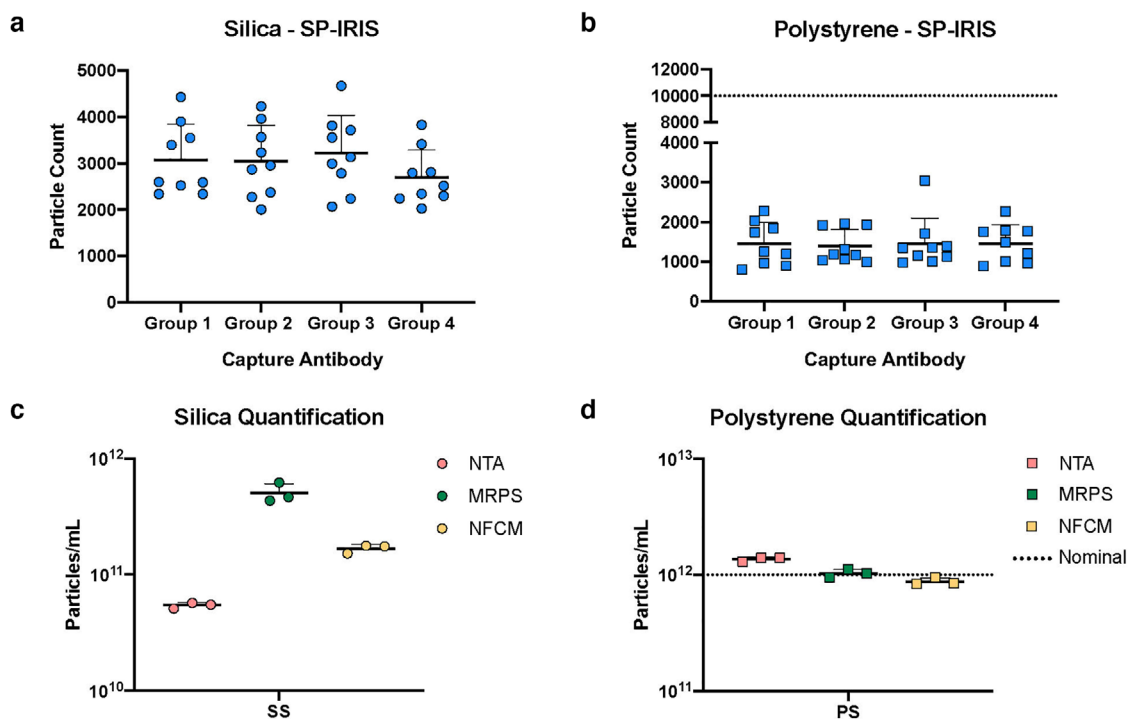 a
Silica - SP-IRIS
5000
4000
3000
2000
1000
0
Particle Count
Group 1 Group 2 Group 3 Group 4
Capture Antibody
b
Polystyrene - SP-IRIS
12000
10000
8000
4000
3000
2000
1000
0
Particle Count
Group 1 Group 2 Group 3 Group 4
Capture Antibody
c
Silica Quantification
10¹²
10¹¹
10¹⁰
Particles/mL
SS
NTA
MRPS
NFCM
d
Polystyrene Quantification
10¹³
10¹²
10¹¹
Particles/mL
PS
NTA
MRPS
NFCM
Nominal